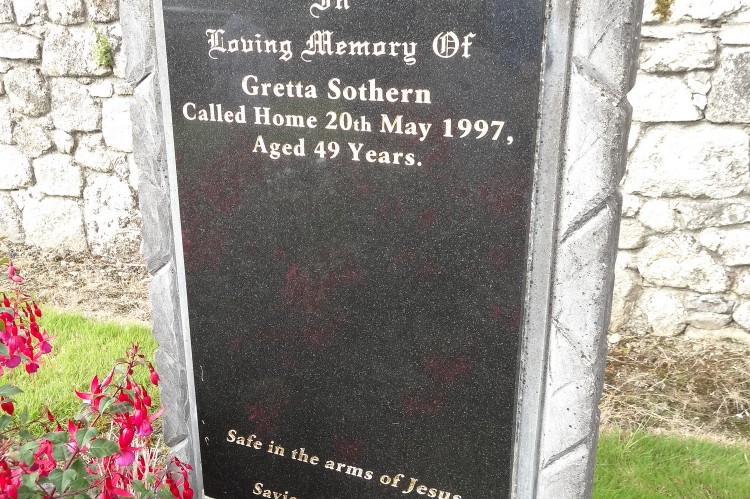 In
Loving Memory Of
Gretta Sothern
Called Home 20th May 1997,
Aged 49 Years.
Safe in the arms of Jesus